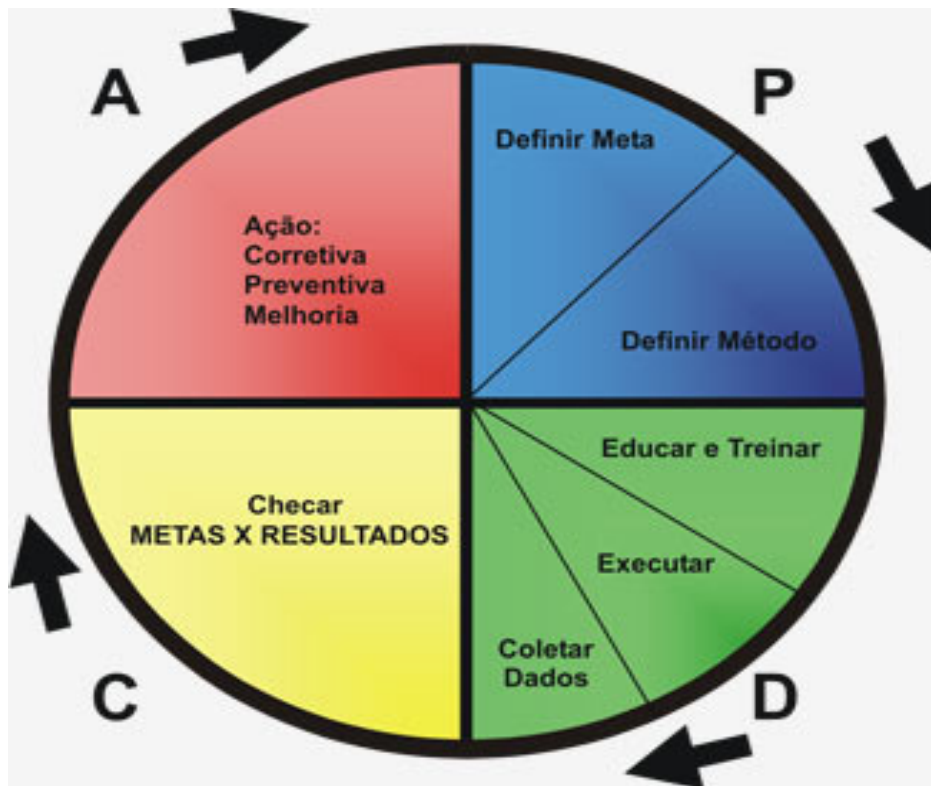 A
P
Definir Meta
Ação:
Corretiva
Preventiva
Melhoria
Definir Método
Educar e Treinar
Executar
Coletar
Dados
Checar
METAS X RESULTADOS
C
D